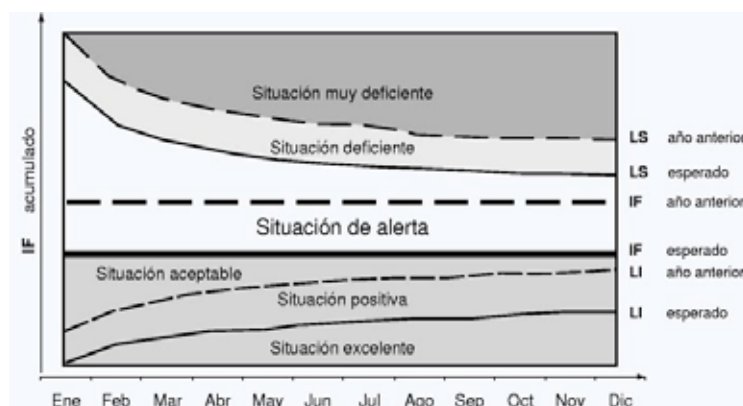 Situación muy deficiente
LS año anterior
Situación deficiente
LS esperado
IF año anterior
Situación de alerta
IF esperado
Situación aceptable
LI año anterior
Situación positiva
LI esperado
Situación excelente
IF acumulado
Ene Feb Mar Abr May Jun Jul Ago Sep Oct Nov Dic